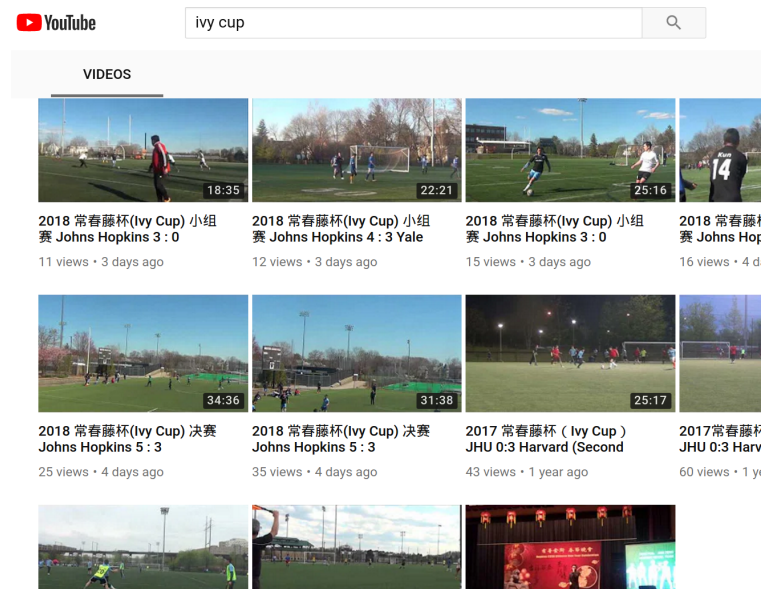 YouTube
ivy cup
VIDEOS
Kun
14
18:35
22:21
25:16
2018 常春藤杯(Ivy Cup) 小组
赛 Johns Hopkins 3 : 0
11 views • 3 days ago
2018 常春藤杯(Ivy Cup) 小组
赛 Johns Hopkins 4 : 3 Yale
12 views • 3 days ago
2018 常春藤杯(Ivy Cup) 小组
赛 Johns Hopkins 3 : 0
15 views • 3 days ago
2018 常春藤
赛 Johns Hop
16 views • 4 d
34:36
31:38
25:17
2018 常春藤杯(Ivy Cup) 决赛
Johns Hopkins 5 : 3
25 views • 4 days ago
2018 常春藤杯(Ivy Cup) 决赛
Johns Hopkins 5 : 3
35 views • 4 days ago
2017 常春藤杯（Ivy Cup）
JHU 0:3 Harvard (Second
43 views • 1 year ago
2017常春藤
JHU 0:3 Harv
60 views • 1 ye